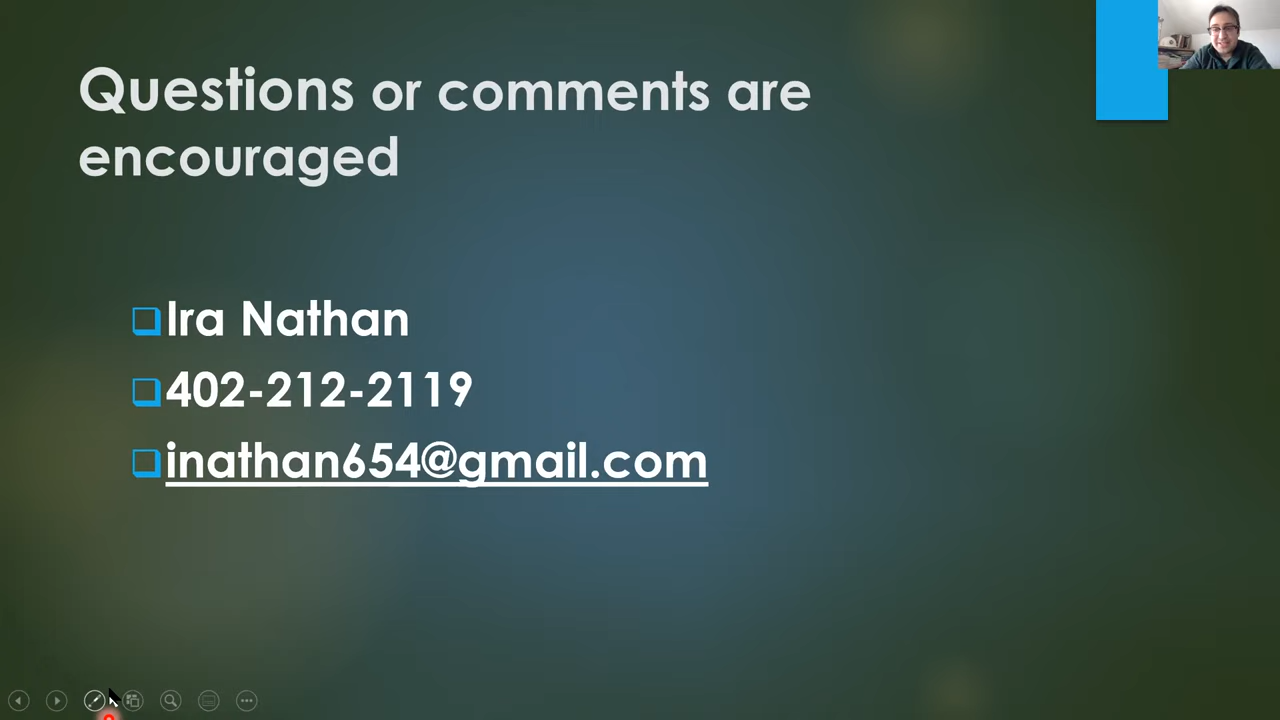 Questions or comments are
encouraged
Ira Nathan
402-212-2119
inathan654@gmail.com